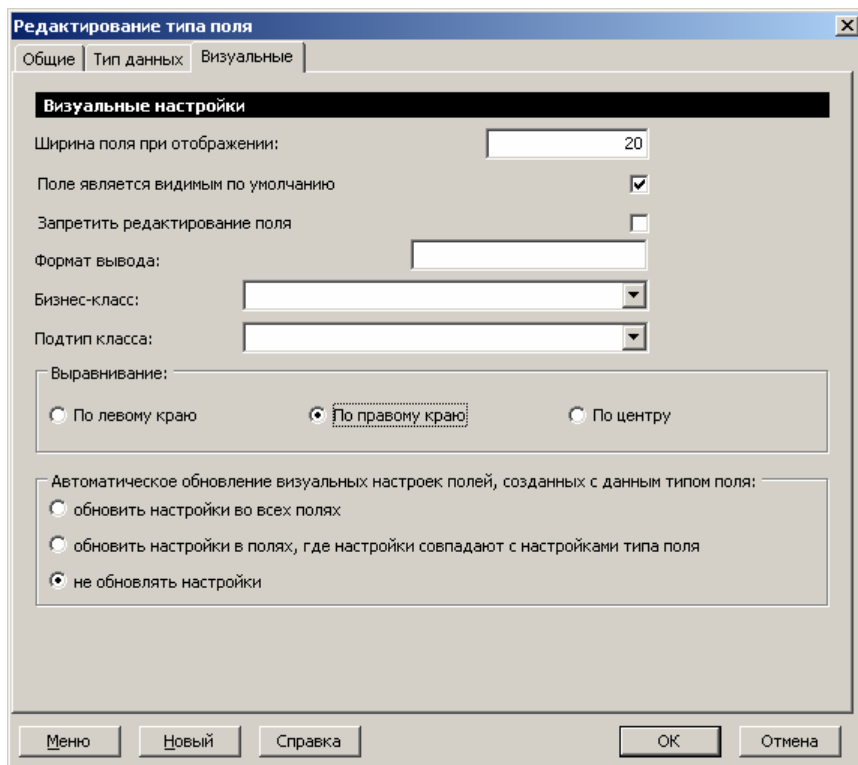 Редактирование типа поля
Общие Тип данных Визуальные
Визуальные настройки
Ширина поля при отображении: 20
Поле является видимым по умолчанию
Запретить редактирование поля
Формат вывода:
Бизнес-класс:
Подтип класса:
Выравнивание:
По левому краю По правому краю По центру
Автоматическое обновление визуальных настроек полей, созданных с данным типом поля:
обновить настройки во всех полях
обновить настройки в полях, где настройки совпадают с настройками типа поля
не обновлять настройки
Меню Новый Справка ОК Отмена